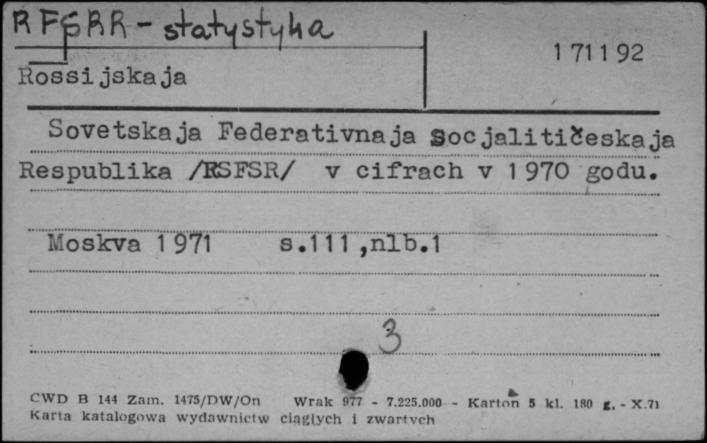 RFSRR - statystyka
171192
Rossijskaja
Sovetskaja Federativnaja socjalitičeskaja
Respublika /RSFSR/ v cifrach v 1970 godu.
Moskva 1971 s.111,nlb.1
3
CWD B 144 Zam. 1475/DW/On Wrak 977 - 7.225.000 - Karton 5 kl. 180 g. - X.71
Karta katalogowa wydawnictw ciągłych i zwartych